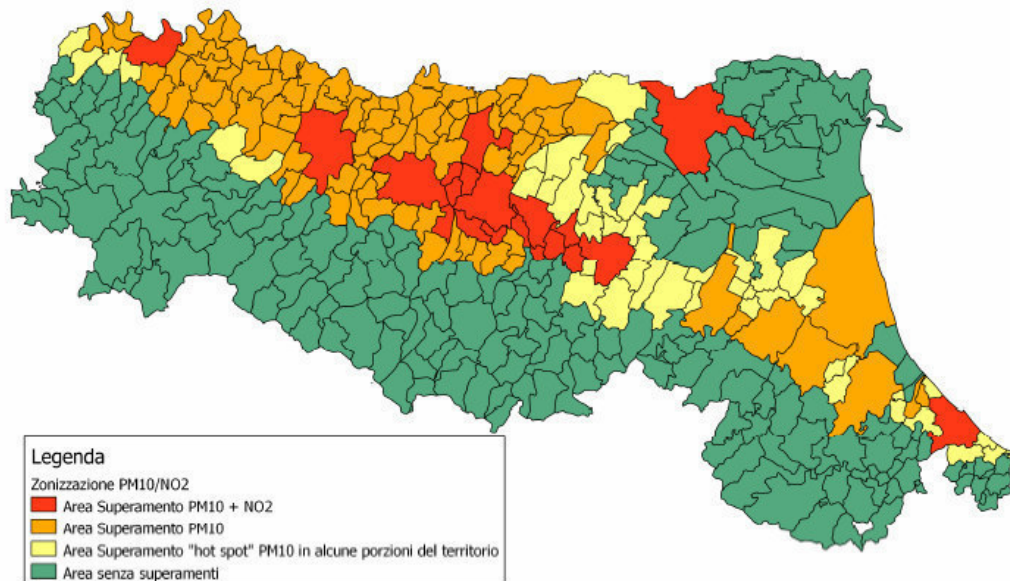 Legenda
Zonizzazione PM10/NO2
Area Superamento PM10 + NO2
Area Superamento PM10
Area Superamento "hot spot" PM10 in alcune porzioni del territorio
Area senza superamenti